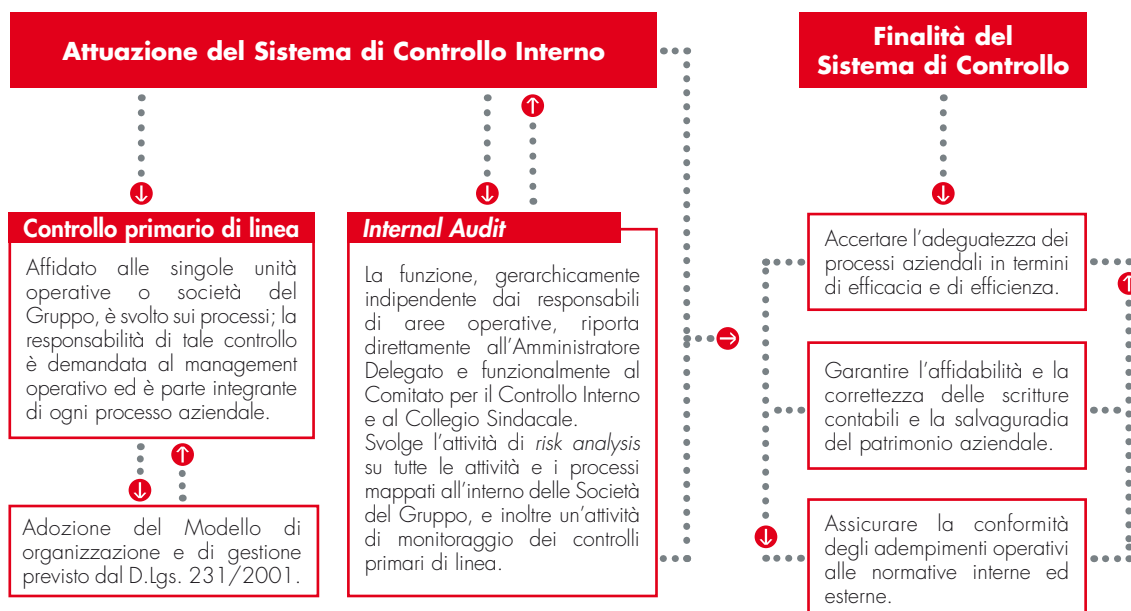 Attuazione del Sistema di Controllo Interno
Finalità del
Sistema di Controllo
Controllo primario di linea
Affidato alle singole unità
operative o società del
Gruppo, è svolto sui processi; la
responsabilità di tale controllo
è demandata al management
operativo ed è parte integrante
di ogni processo aziendale.
Adozione del Modello di
organizzazione e di gestione
previsto dal D.Lgs. 231/2001.
Internal Audit
La funzione, gerarchicamente
indipendente dai responsabili
di aree operative, riporta
direttamente all'Amministratore
Delegato e funzionalmente al
Comitato per il Controllo Interno
e al Collegio Sindacale.
Svolge l'attività di risk analysis
su tutte le attività e i processi
mappati all'interno delle Società
del Gruppo, e inoltre un'attività
di monitoraggio dei controlli
primari di linea.
Accertare l'adeguatezza dei
processi aziendali in termini
di efficacia e di efficienza.
Garantire l'affidabilità e la
correttezza delle scritture
contabili e la salvaguradia
del patrimonio aziendale.
Assicurare la conformità
degli adempimenti operativi
alle normative interne ed
esterne.